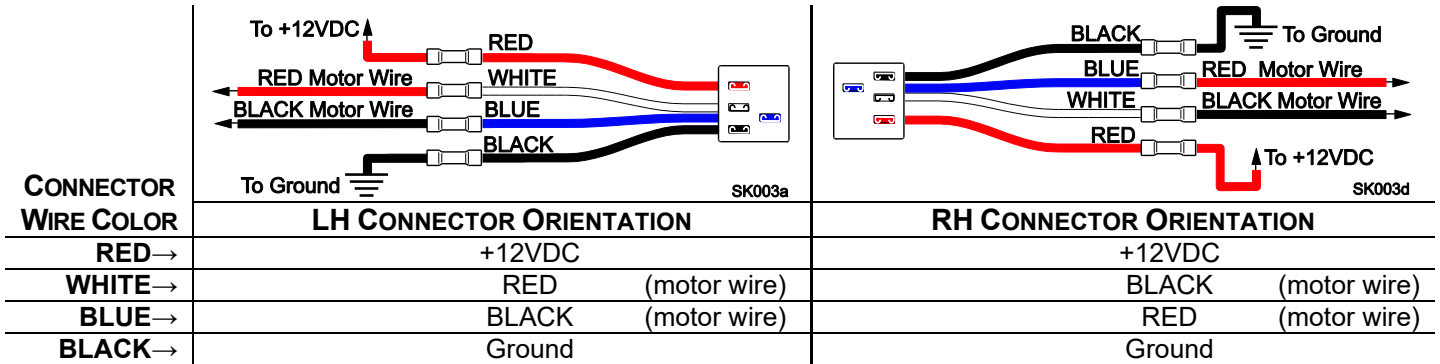 To +12VDC
RED
RED Motor Wire
WHITE
BLACK Motor Wire
BLUE
BLACK
To Ground
SK003a
BLACK
To Ground
BLUE
RED Motor Wire
WHITE
BLACK Motor Wire
RED
To +12VDC
SK003d
CONNECTOR
WIRE COLOR
LH CONNECTOR ORIENTATION
RH CONNECTOR ORIENTATION
RED→ +12VDC +12VDC
WHITE→ RED (motor wire) BLACK (motor wire)
BLUE→ BLACK (motor wire) RED (motor wire)
BLACK→ Ground Ground